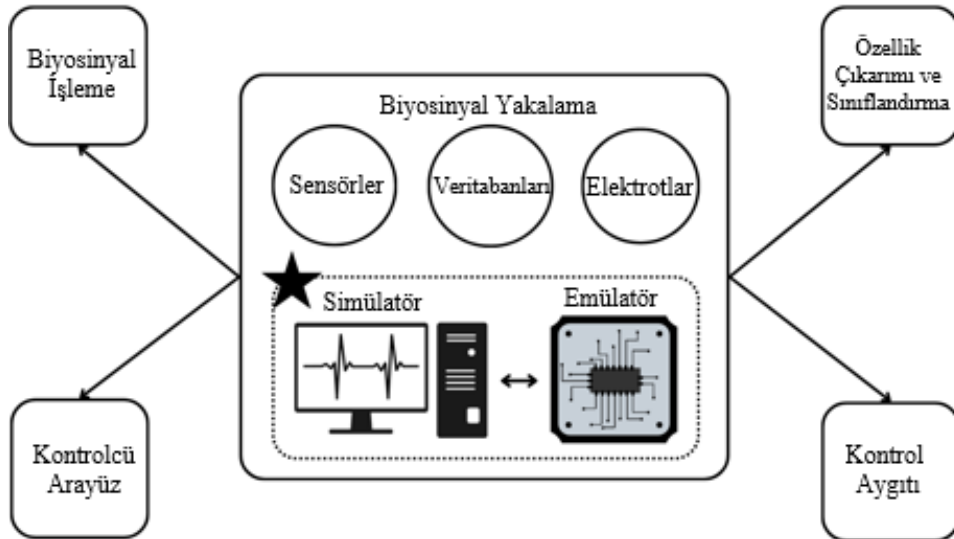 Biyosinyal
İşleme
Özellik
Çıkarımı ve
Sınıflandırma
Biyosinyal Yakalama
Sensörler
Veritabanları
Elektrotlar
Simülatör
Emülatör
Kontrolcü
Arayüz
Kontrol
Aygıtı